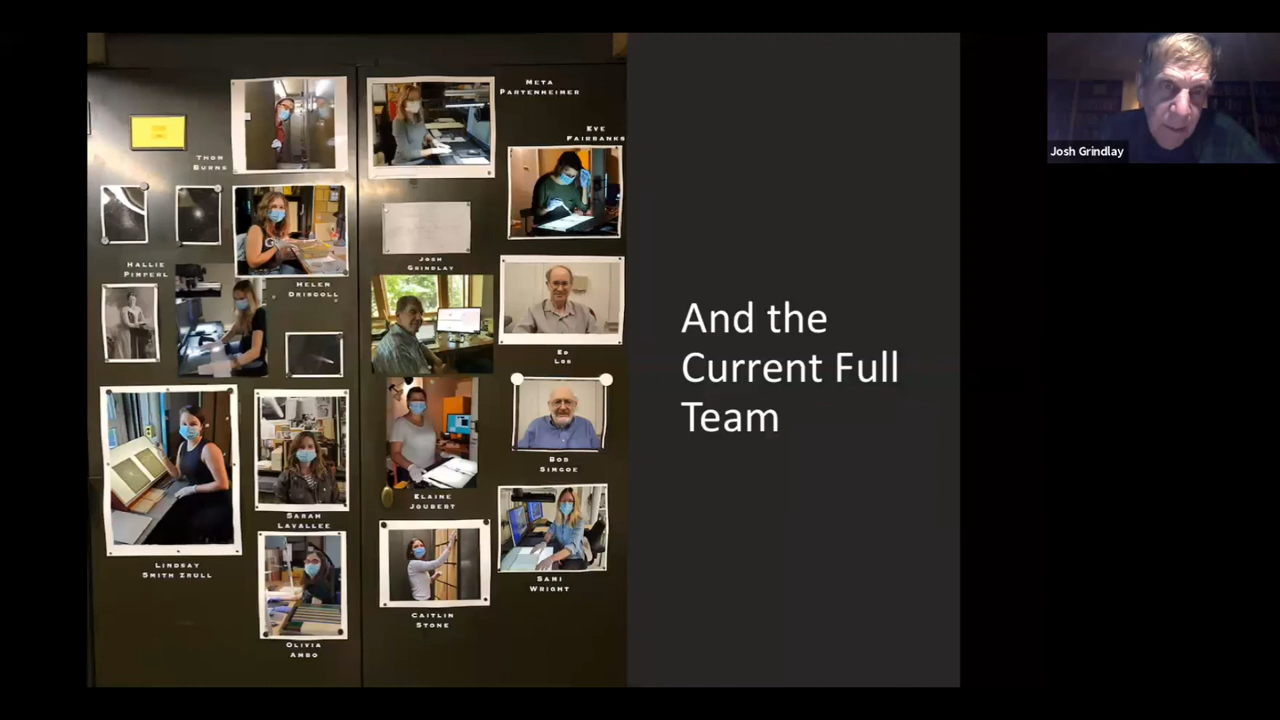 META
PARTENHEIMER
EVE
FAIRBANKS
THOM
BURNS
HALLIE
PIMPERL
HELEN
DRISCOLL
JOSH
GRINDLAY
ED
LOS
BOB
SIMCOE
ELAINE
JOUBERT
SARAH
LAVALLEE
LINDSAY
SMITH ZRULL
SAMI
WRIGHT
CAITLIN
STONE
OLIVIA
AMBO
And the
Current Full
Team
Josh Grindlay